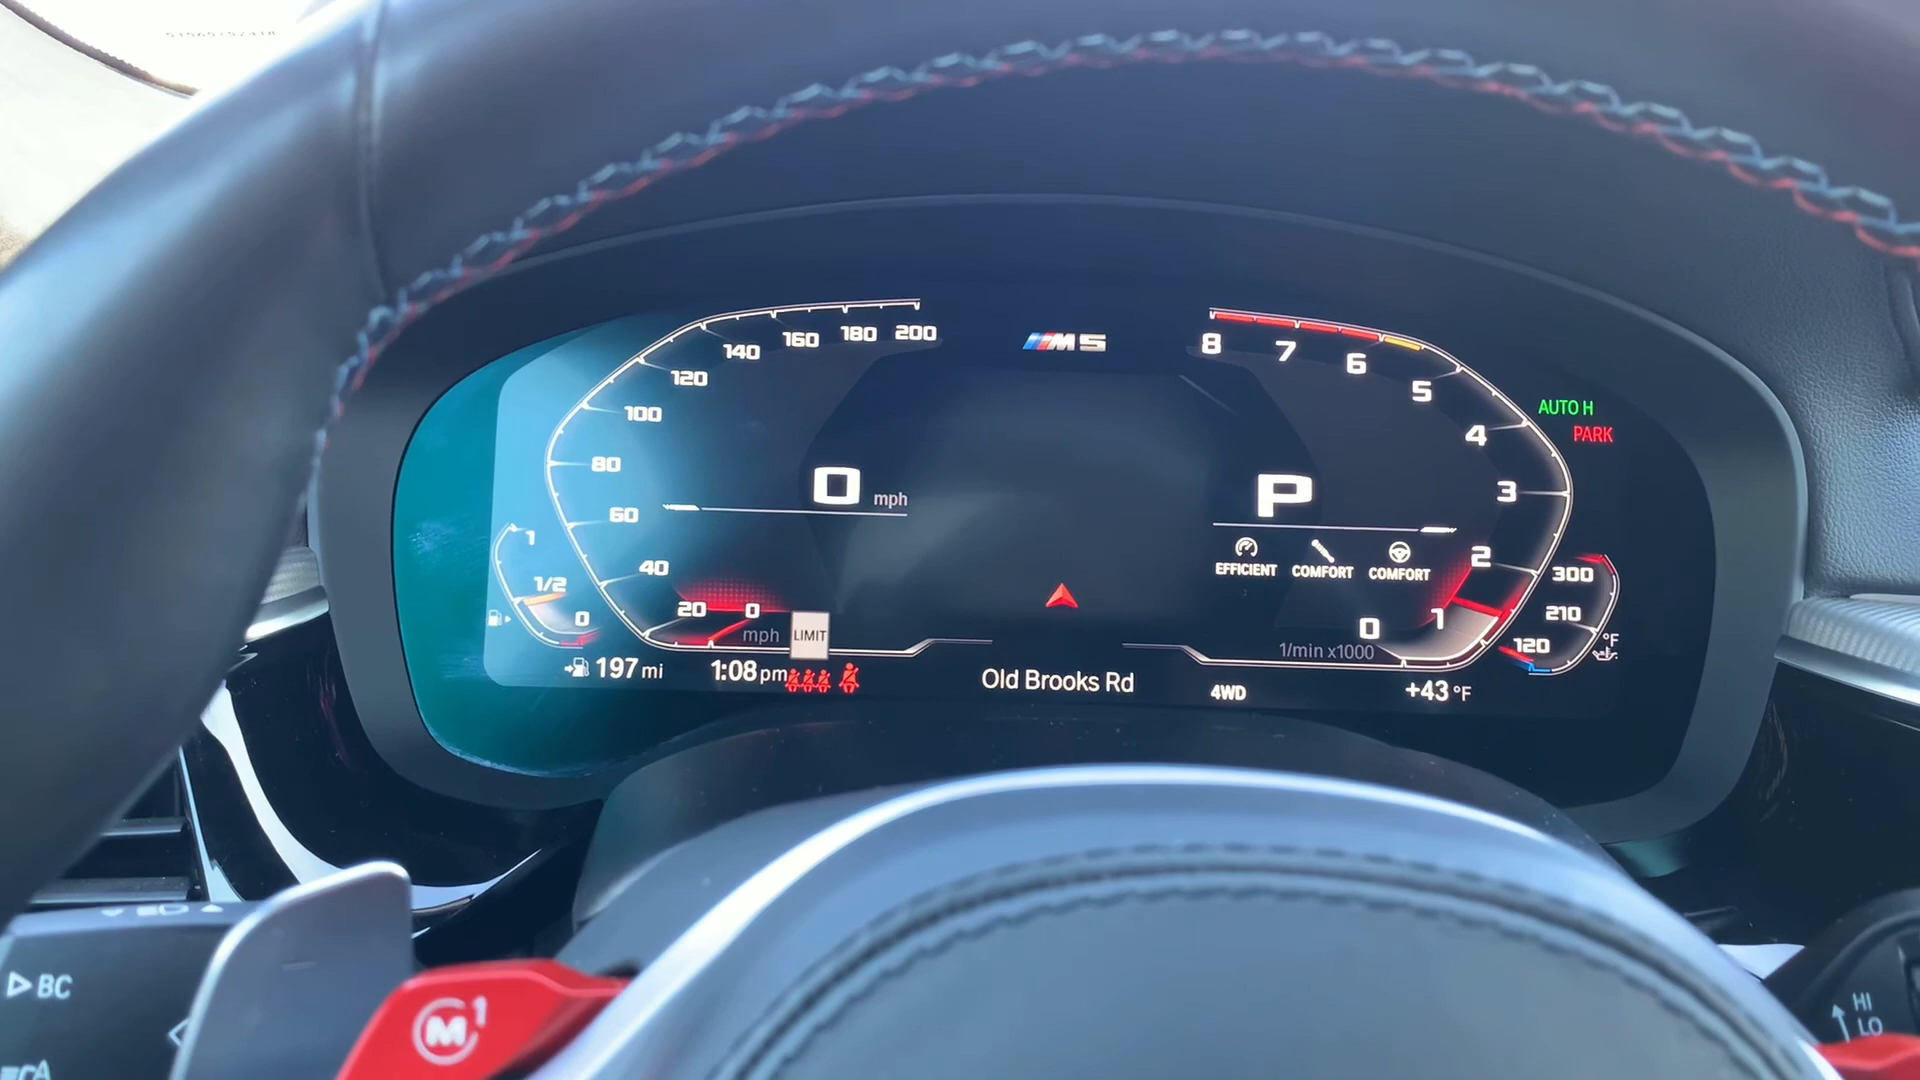 M5
200
180
160
140
120
100
80
60
40
20
0
mph
0 mph
8
7
6
5
4
3
2
1
0
1/min x1000
AUTO H
PARK
P
EFFICIENT COMFORT COMFORT
1
1/2
0
300
210
120
°F
LIMIT
197 mi
1:08 pm
Old Brooks Rd
4WD
+43 °F
BC
M1
HI
LO